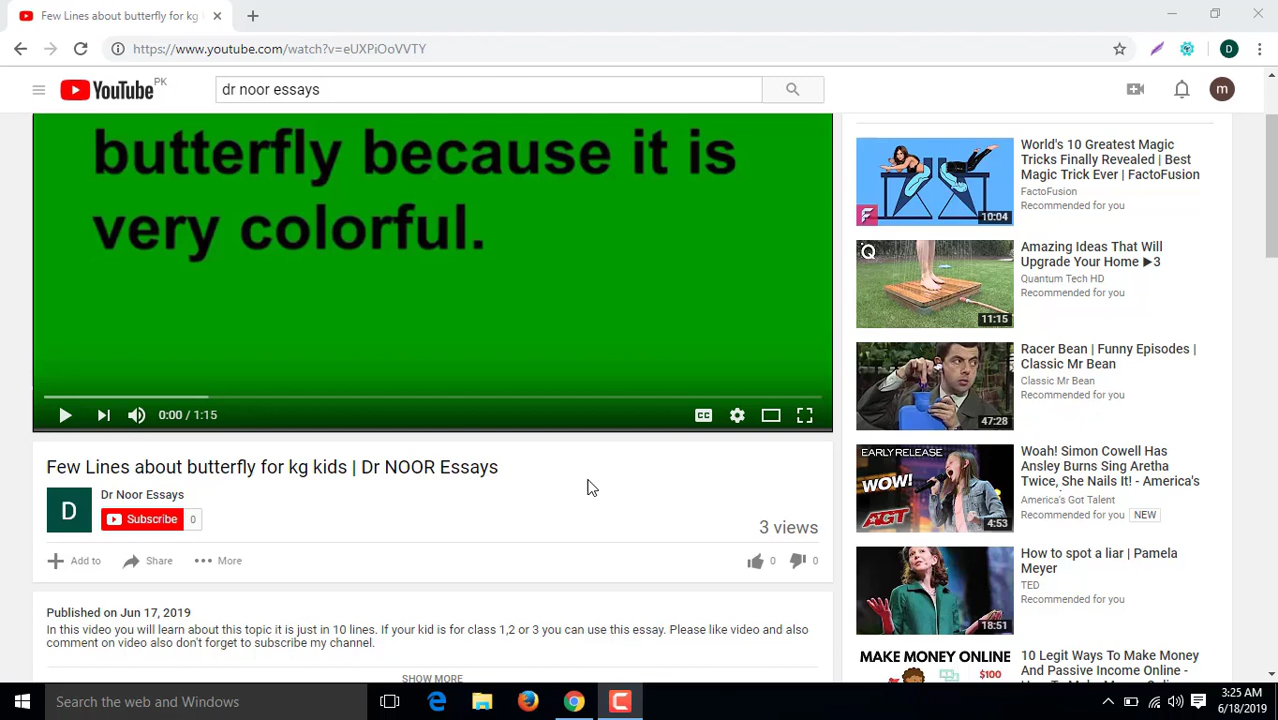 Few Lines about butterfly for kg
https://www.youtube.com/watch?v=eUXPiOoVVTY
D
YouTube PK
dr noor essays
m
butterfly because it is
very colorful.
0:00 / 1:15
Few Lines about butterfly for kg kids | Dr NOOR Essays
D
Dr Noor Essays
Subscribe 0
3 views
Add to
Share
More
0
0
Published on Jun 17, 2019
In this video you will learn about this topic it is just in 10 lines. If your kid is for class 1,2 or 3 you can use this essay. Please like video and also
comment on video also don't forget to subscribe my channel.
SHOW MORE
10:04
World's 10 Greatest Magic
Tricks Finally Revealed | Best
Magic Trick Ever | FactoFusion
FactoFusion
Recommended for you
Q
11:15
Amazing Ideas That Will
Upgrade Your Home ▶3
Quantum Tech HD
Recommended for you
47:28
Racer Bean | Funny Episodes |
Classic Mr Bean
Classic Mr Bean
Recommended for you
EARLY RELEASE
WOW!
AGT
4:53
Woah! Simon Cowell Has
Ansley Burns Sing Aretha
Twice, She Nails It! - America's
America's Got Talent
Recommended for you NEW
18:51
How to spot a liar | Pamela
Meyer
TED
Recommended for you
MAKE MONEY ONLINE
$100
10 Legit Ways To Make Money
And Passive Income Online -
Search the web and Windows
3:25 AM
6/18/2019